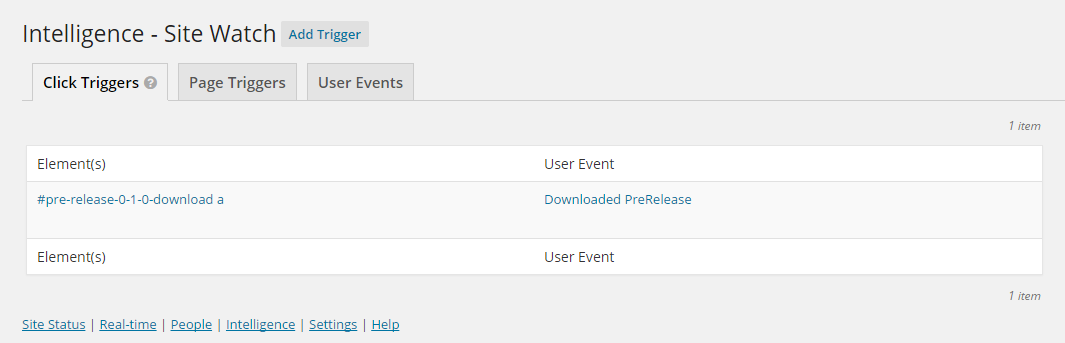 Intelligence - Site Watch Add Trigger
Click Triggers ? Page Triggers User Events
1 item
Element(s) User Event
#pre-release-0-1-0-download a Downloaded PreRelease
Element(s) User Event
1 item
Site Status | Real-time | People | Intelligence | Settings | Help